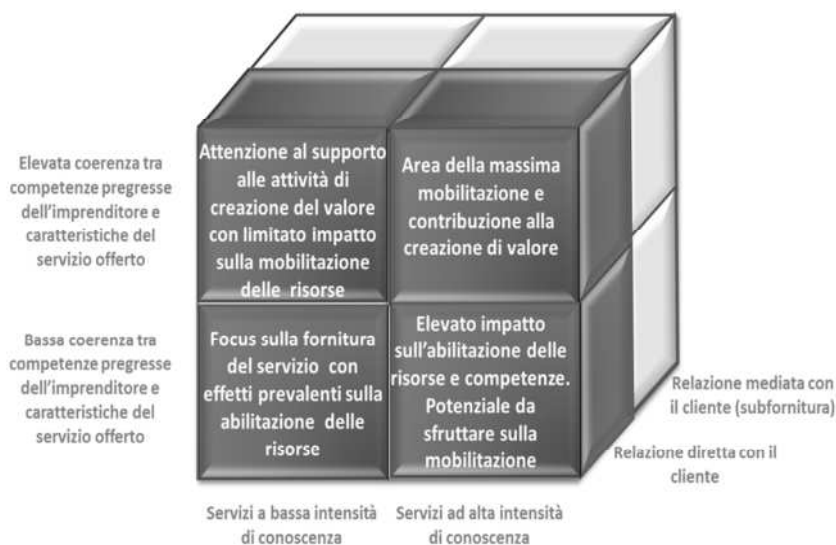 Elevata coerenza tra
competenze pregresse
dell'imprenditore e
caratteristiche del
servizio offerto
Attenzione al supporto
alle attività di
creazione del valore
con limitato impatto
sulla mobilitazione
delle risorse
Area della massima
mobilitazione e
contribuzione alla
creazione di valore
Bassa coerenza tra
competenze pregresse
dell'imprenditore e
caratteristiche del
servizio offerto
Focus sulla fornitura
del servizio con
effetti prevalenti sulla
abilitazione delle
risorse
Elevato impatto
sull'abilitazione delle
risorse e competenze.
Potenziale da
sfruttare sulla
mobilitazione
Relazione mediata con
il cliente (subfornitura)
Relazione diretta con il
cliente
Servizi a bassa intensità
di conoscenza
Servizi ad alta intensità
di conoscenza